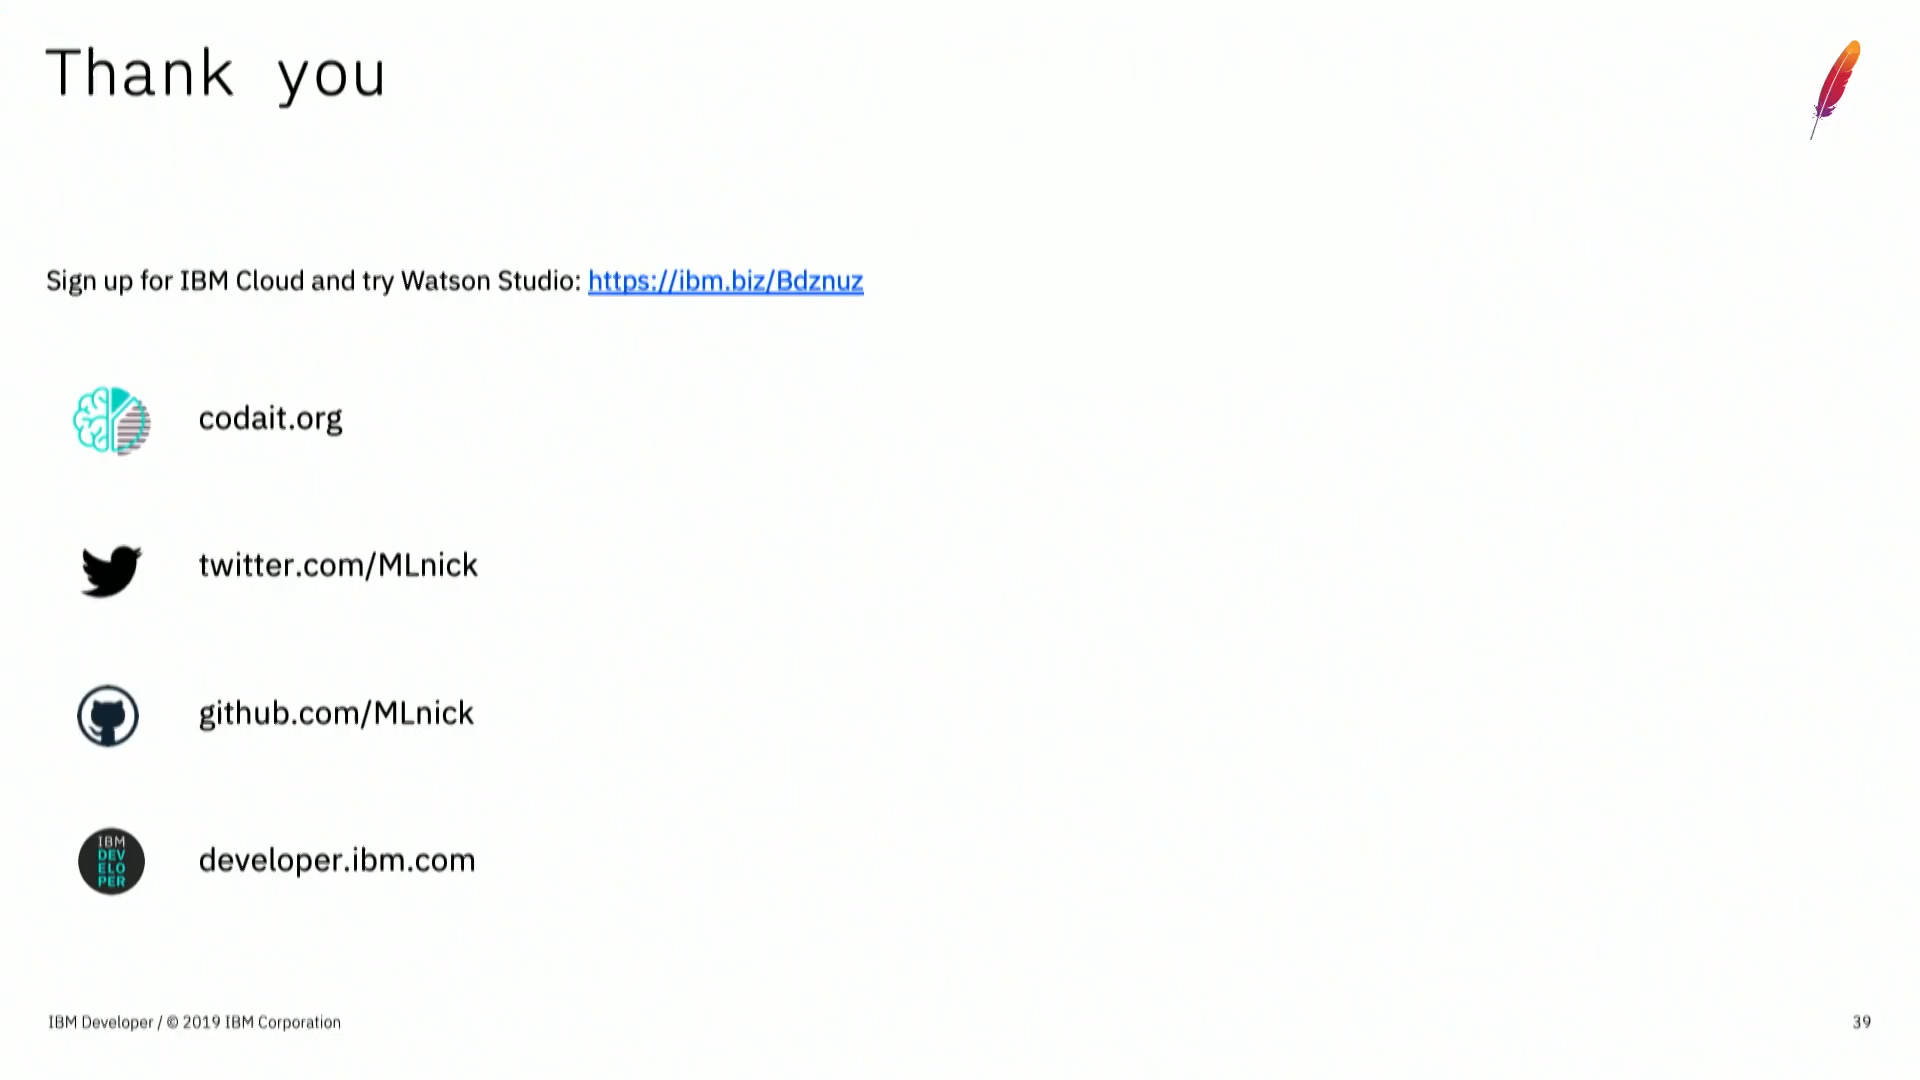 Thank you
Sign up for IBM Cloud and try Watson Studio: https://ibm.biz/Bdznuz
codait.org
twitter.com/MLnick
github.com/MLnick
IBM
DEV
ELO
PER
developer.ibm.com
IBM Developer / © 2019 IBM Corporation
39